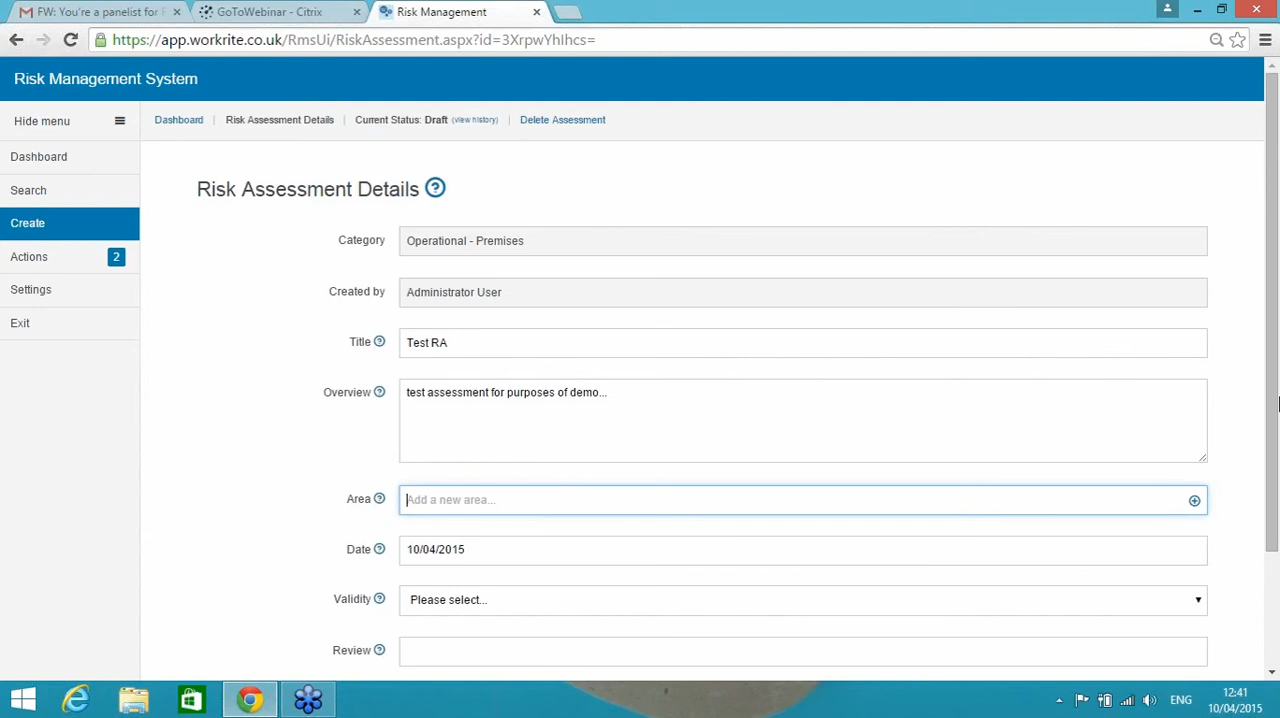 FW: You're a panelist for
GoToWebinar - Citrix
Risk Management
https://app.workrite.co.uk/RmsUi/RiskAssessment.aspx?id=3XrpwYhIhcs=
Risk Management System
Hide menu
Dashboard | Risk Assessment Details | Current Status: Draft (view history) | Delete Assessment
Dashboard
Search
Create
Actions 2
Settings
Exit
Risk Assessment Details
Category Operational - Premises
Created by Administrator User
Title Test RA
Overview test assessment for purposes of demo...
Area Add a new area...
Date 10/04/2015
Validity Please select...
Review
ENG
12:41
10/04/2015